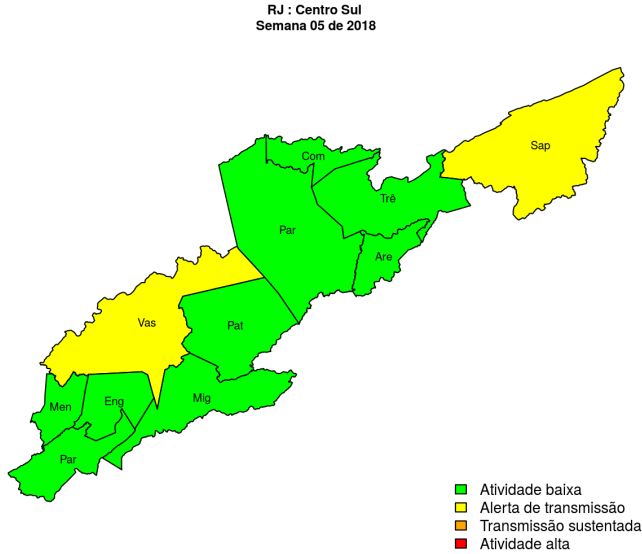 RJ : Centro Sul
Semana 05 de 2018
Sap
Com
Trê
Par
Are
Vas
Pat
Mig
Eng
Men
Par
Atividade baixa
Alerta de transmissão
Transmissão sustentada
Atividade alta